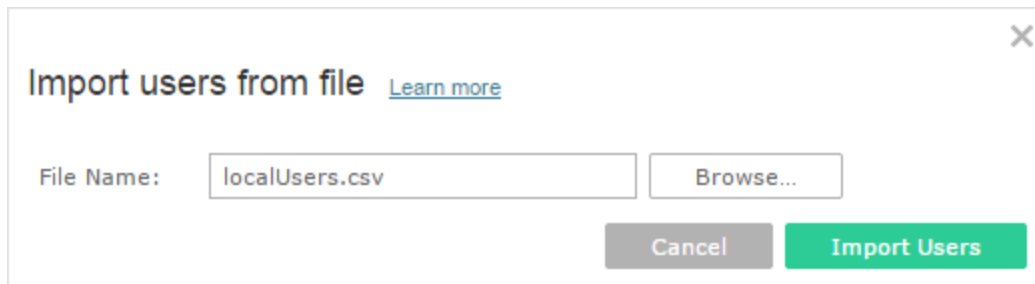 Import users from file Learn more
File Name: localUsers.csv Browse...
Cancel Import Users